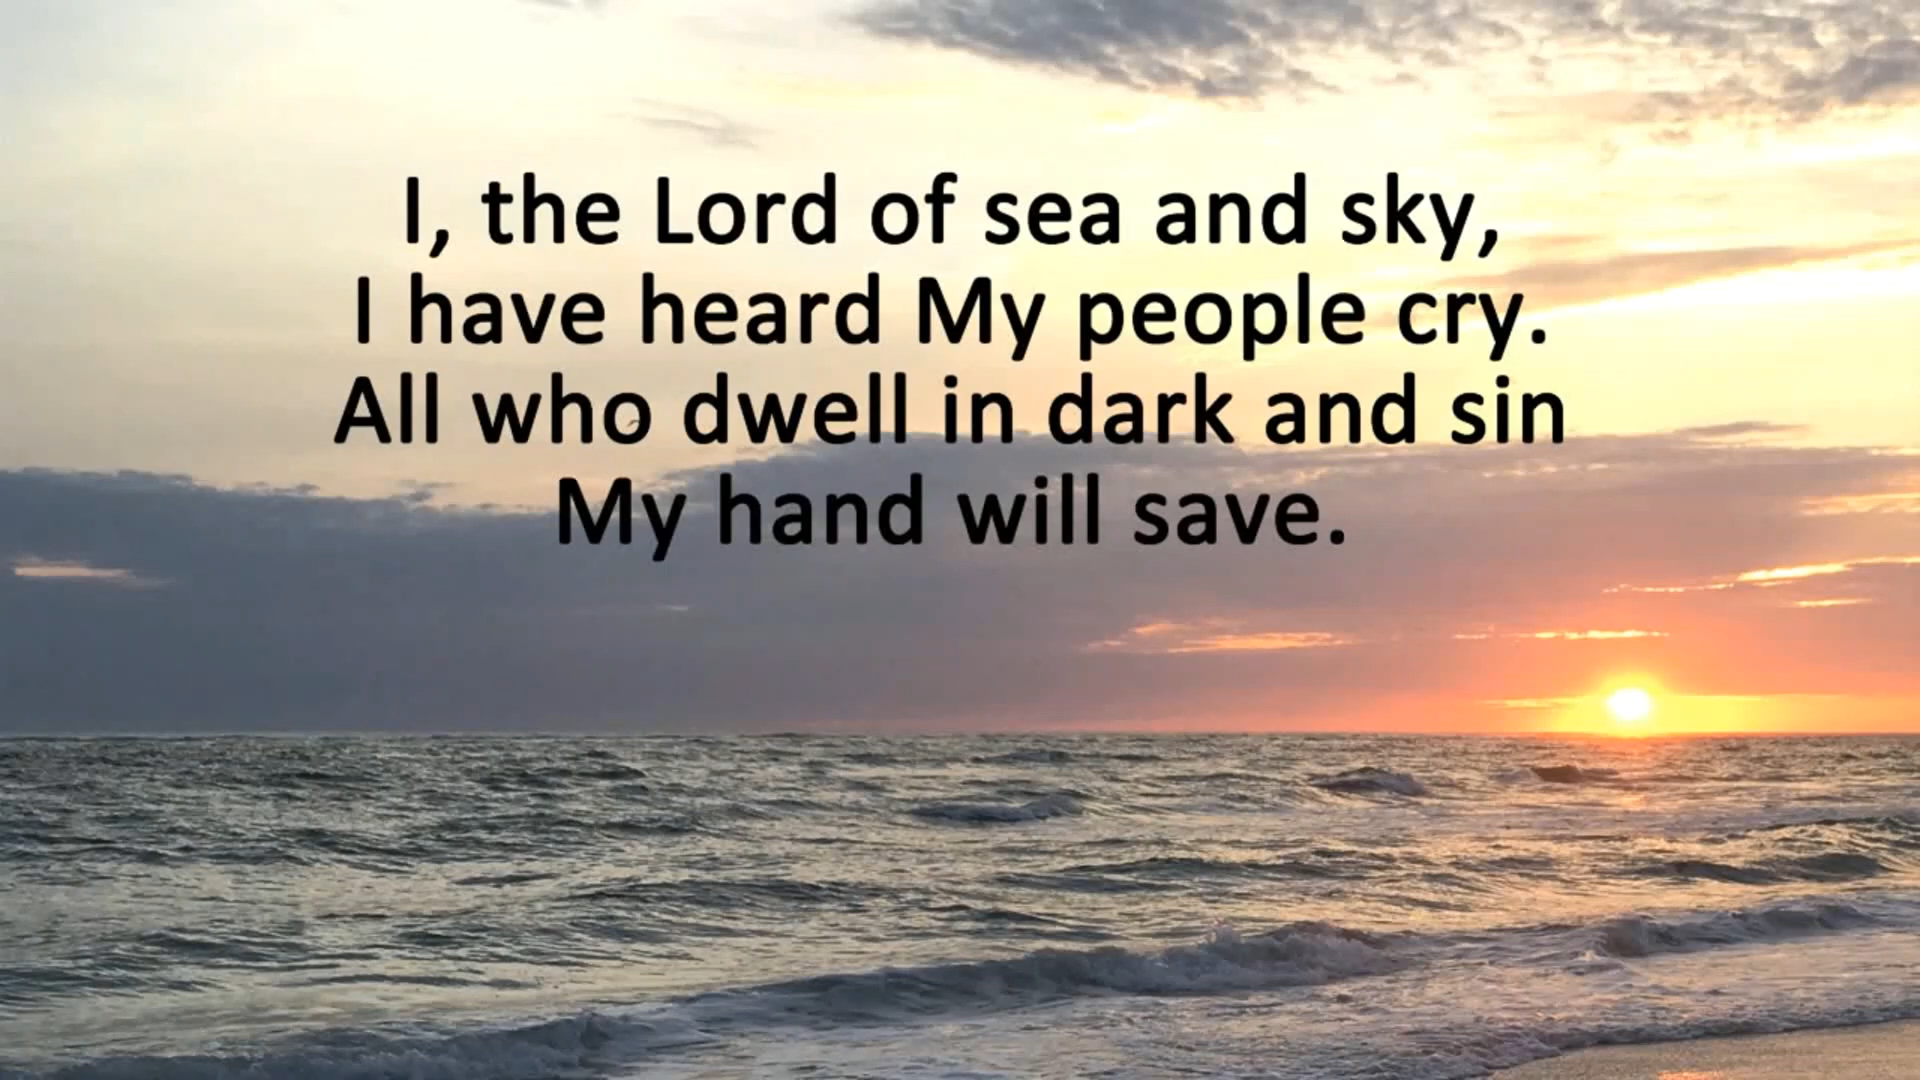 I, the Lord of sea and sky,
I have heard My people cry.
All who dwell in dark and sin
My hand will save.